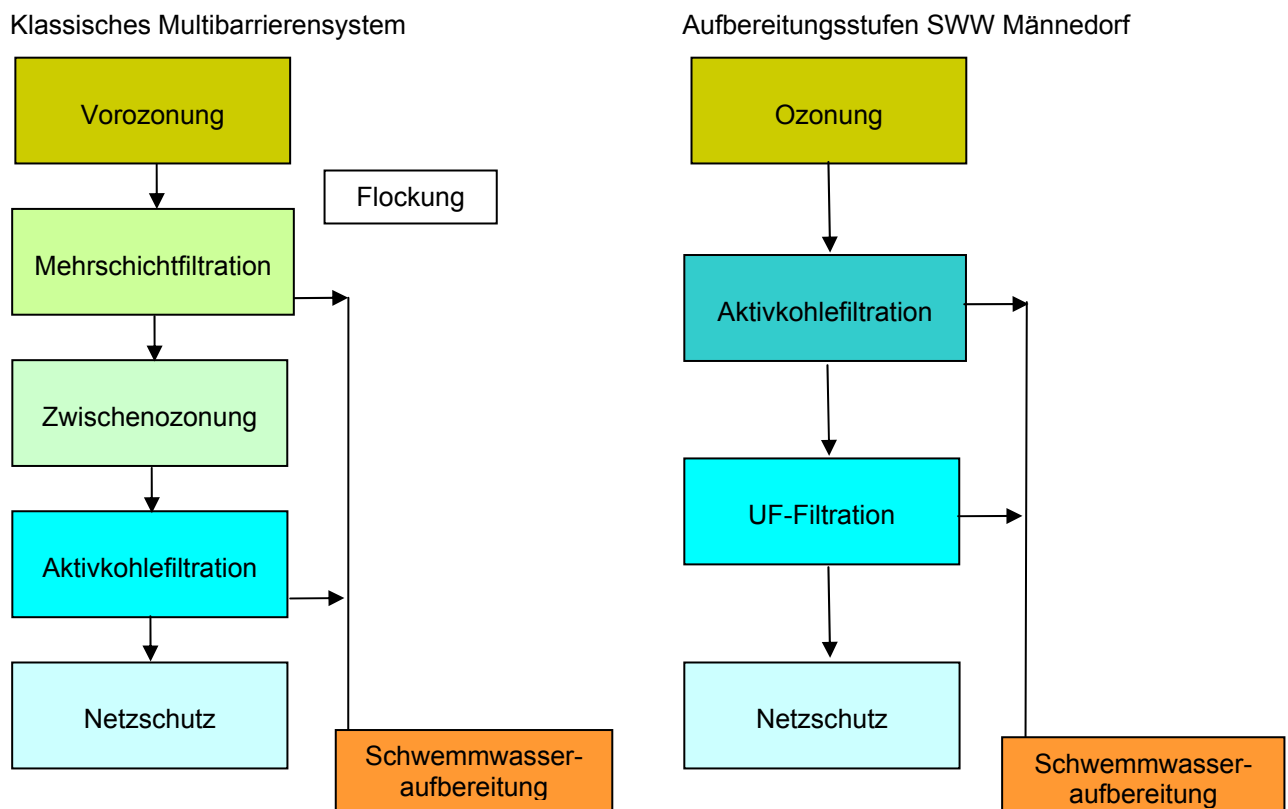 Klassisches Multibarrierensystem
Vorozonung
Flockung
Mehrschichtfiltration
Zwischenozonung
Aktivkohlefiltration
Netzschutz
Schwemmwasser-
aufbereitung
Aufbereitungsstufen SWW Männedorf
Ozonung
Aktivkohlefiltration
UF-Filtration
Netzschutz
Schwemmwasser-
aufbereitung